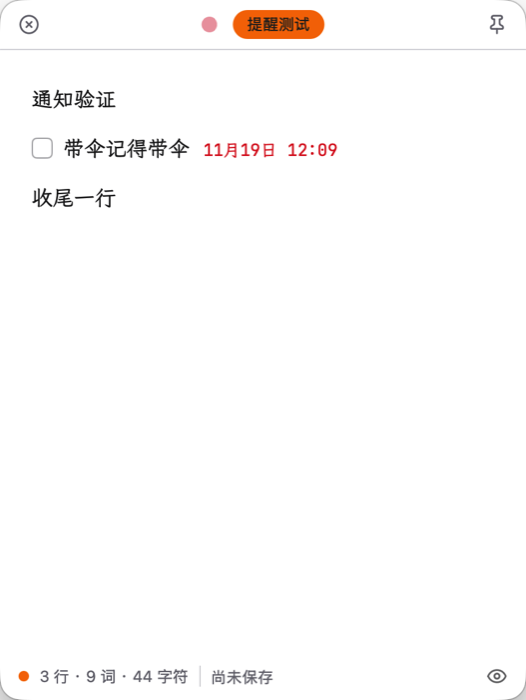 提醒测试
通知验证
带伞记得带伞 11月19日 12:09
收尾一行
3 行 · 9 词 · 44 字符 尚未保存